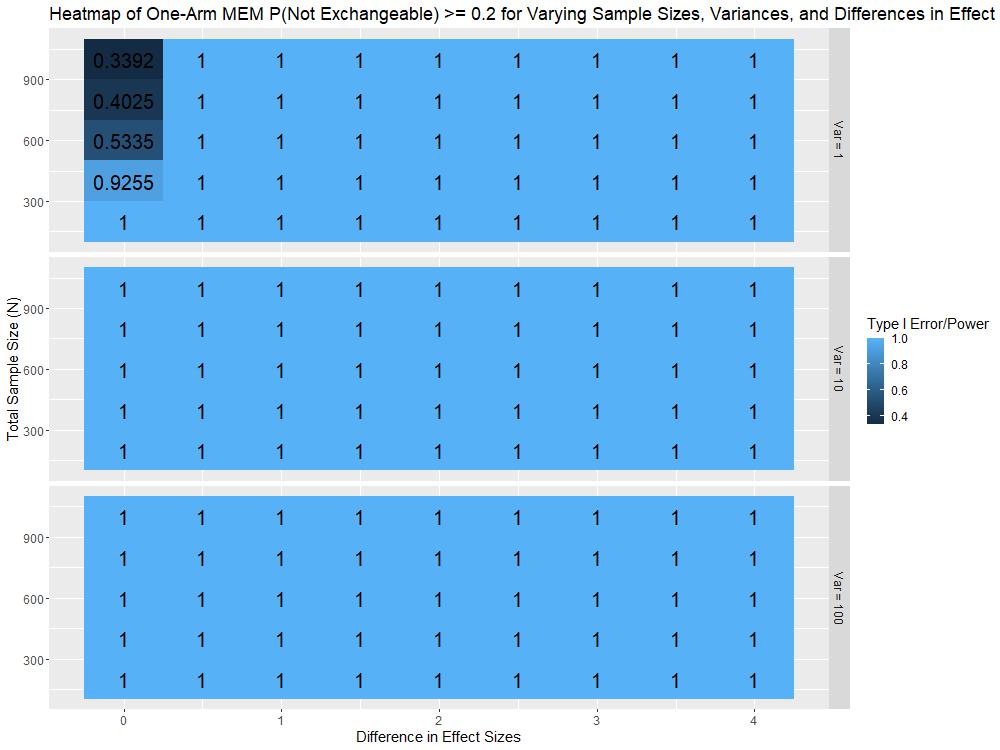 Heatmap of One-Arm MEM P(Not Exchangeable) >= 0.2 for Varying Sample Sizes, Variances, and Differences in Effect
Total Sample Size (N)
900
600
300
0.3392 1 1 1 1 1 1 1 1
0.4025 1 1 1 1 1 1 1 1
0.5335 1 1 1 1 1 1 1 1
0.9255 1 1 1 1 1 1 1 1
1 1 1 1 1 1 1 1 1
Var = 1
900
600
300
1 1 1 1 1 1 1 1 1
1 1 1 1 1 1 1 1 1
1 1 1 1 1 1 1 1 1
1 1 1 1 1 1 1 1 1
1 1 1 1 1 1 1 1 1
Var = 10
900
600
300
1 1 1 1 1 1 1 1 1
1 1 1 1 1 1 1 1 1
1 1 1 1 1 1 1 1 1
1 1 1 1 1 1 1 1 1
1 1 1 1 1 1 1 1 1
Var = 100
0 1 2 3 4
Difference in Effect Sizes
Type I Error/Power
1.0
0.8
0.6
0.4